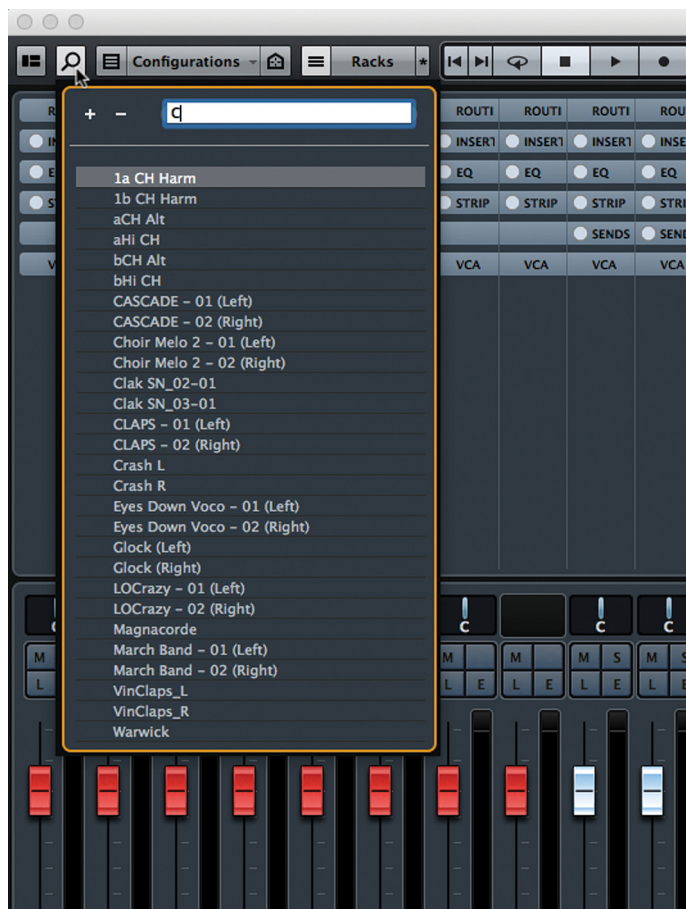 Configurations Racks *
+ − C
1a CH Harm
1b CH Harm
aCH Alt
aHi CH
bCH Alt
bHi CH
CASCADE – 01 (Left)
CASCADE – 02 (Right)
Choir Melo 2 – 01 (Left)
Choir Melo 2 – 02 (Right)
Clak SN_02-01
Clak SN_03-01
CLAPS – 01 (Left)
CLAPS – 02 (Right)
Crash L
Crash R
Eyes Down Voco – 01 (Left)
Eyes Down Voco – 02 (Right)
Glock (Left)
Glock (Right)
LOCrazy – 01 (Left)
LOCrazy – 02 (Right)
Magnacorde
March Band – 01 (Left)
March Band – 02 (Right)
VinClaps_L
VinClaps_R
Warwick
R ROUTI ROUTI ROUTI ROU
IN INSERT INSERT INSERT INSE
E EQ EQ EQ EQ
S STRIP STRIP STRIP STRI
SENDS SEND
V VCA VCA VCA VCA
C C C C
M M M M S M S
L L E L E L E L E